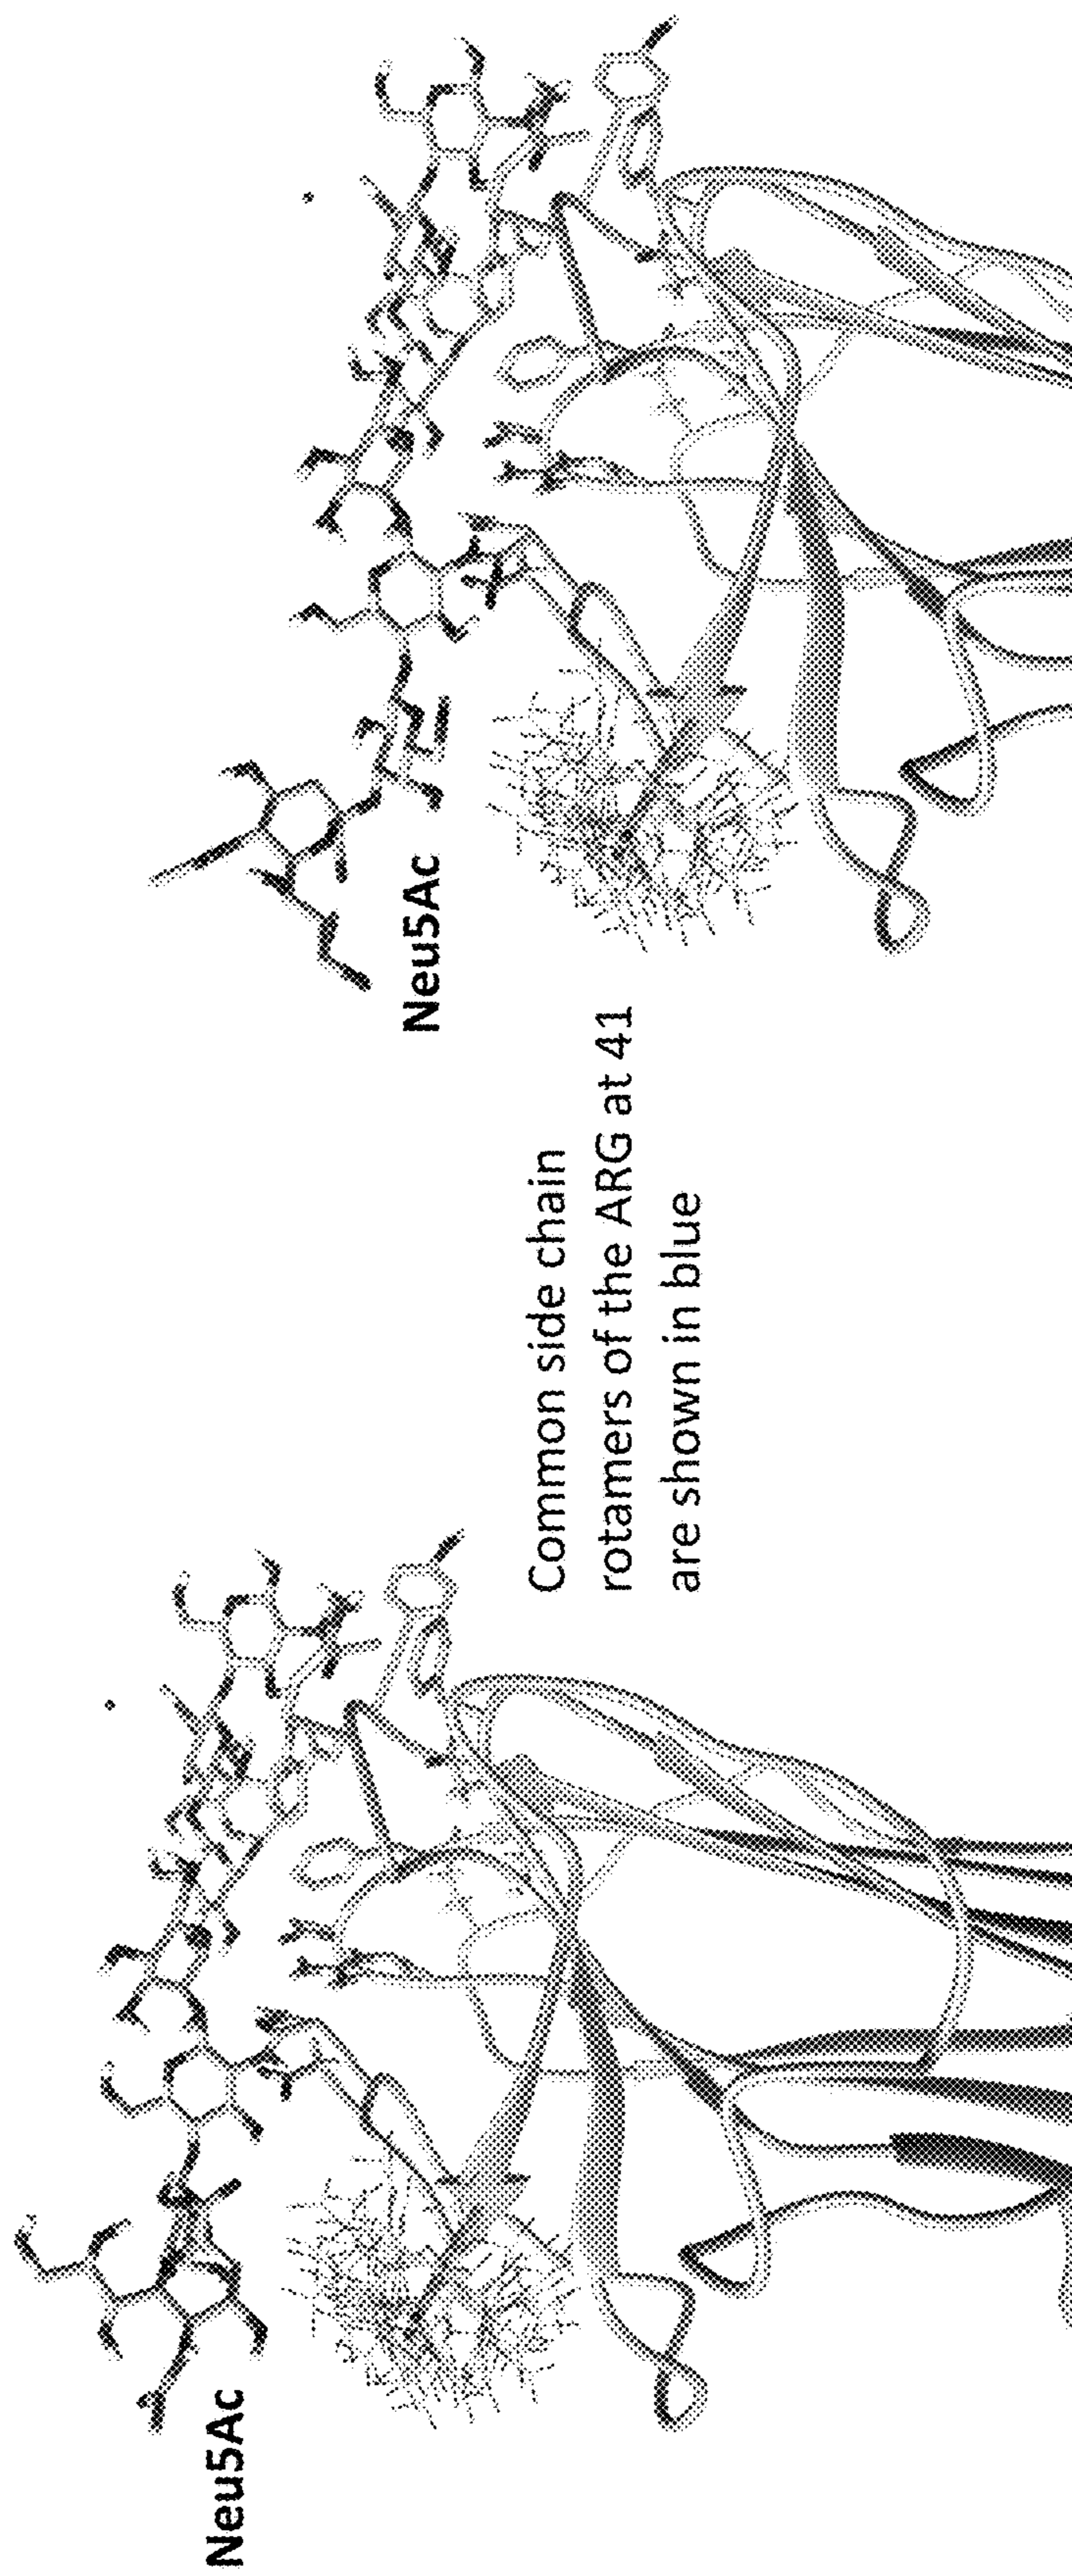 Neu5Ac
Common side chain
rotamers of the ARG at 41
are shown in blue
Neu5Ac